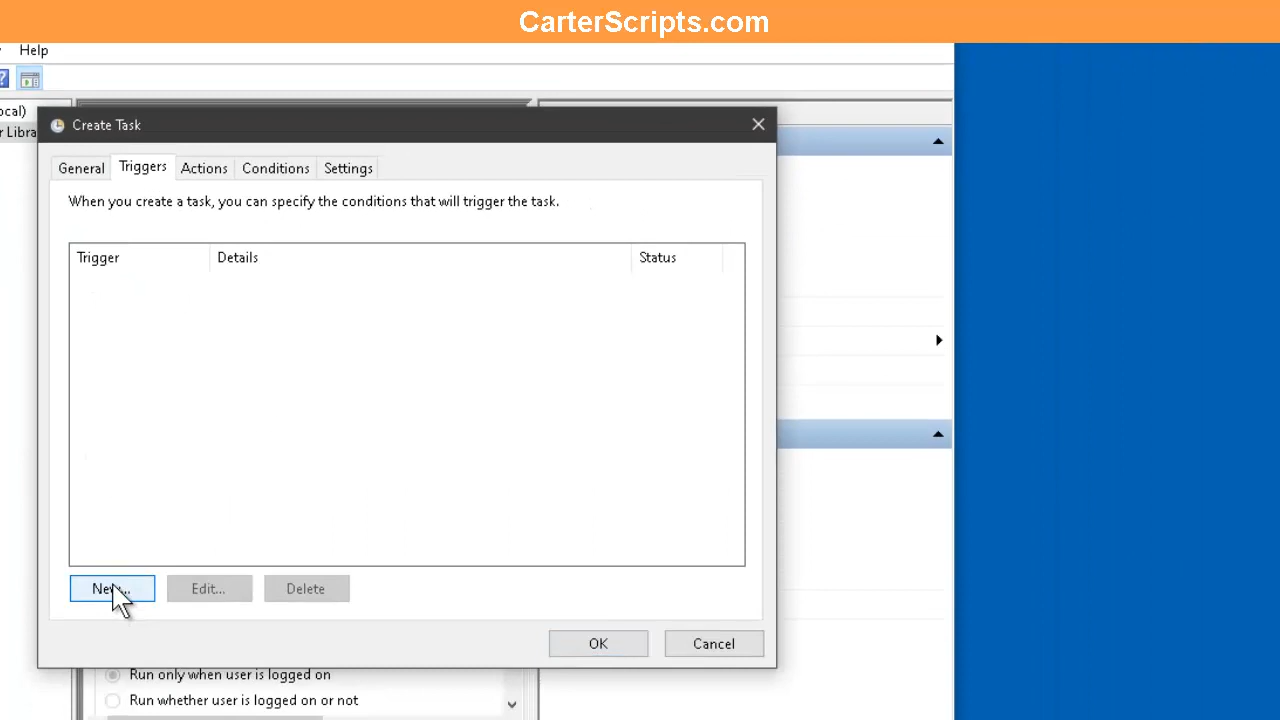 CarterScripts.com
Help
ocal)
r Libra
Create Task
General Triggers Actions Conditions Settings
When you create a task, you can specify the conditions that will trigger the task.
Trigger Details Status
Edit... Delete
OK Cancel
Run only when user is logged on
Run whether user is logged on or not